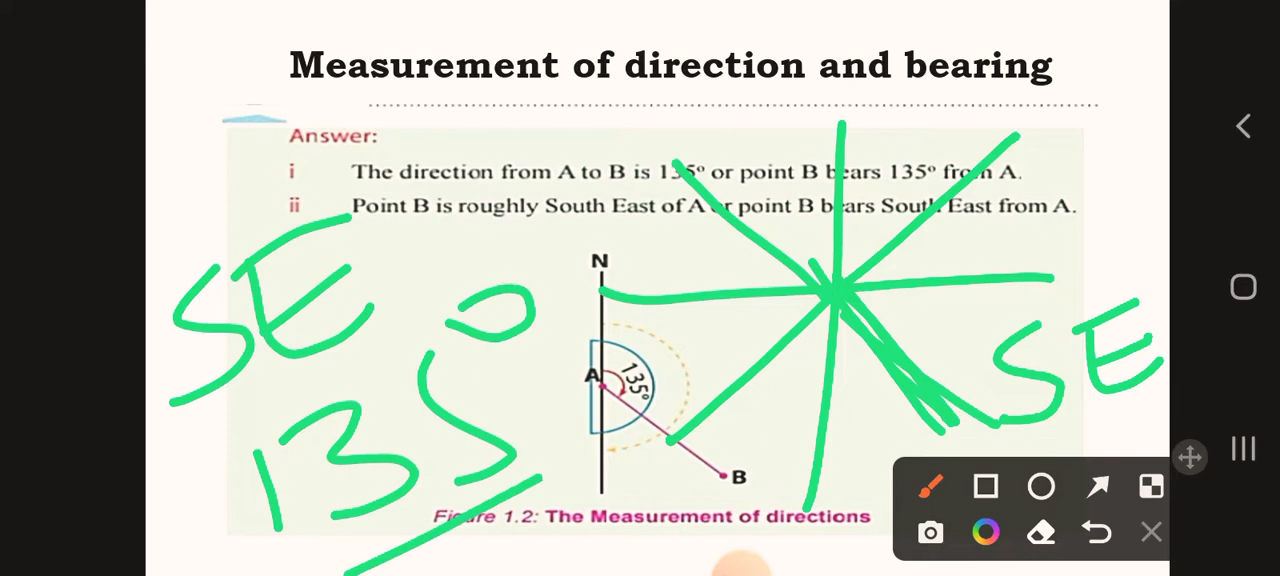 Measurement of direction and bearing
Answer:
i The direction from A to B is 135° or point B bears 135° from A.
ii Point B is roughly South East of A or point B bears South East from A.
SE
N
A
135°
SE
135°
B
Figure 1.2: The Measurement of directions